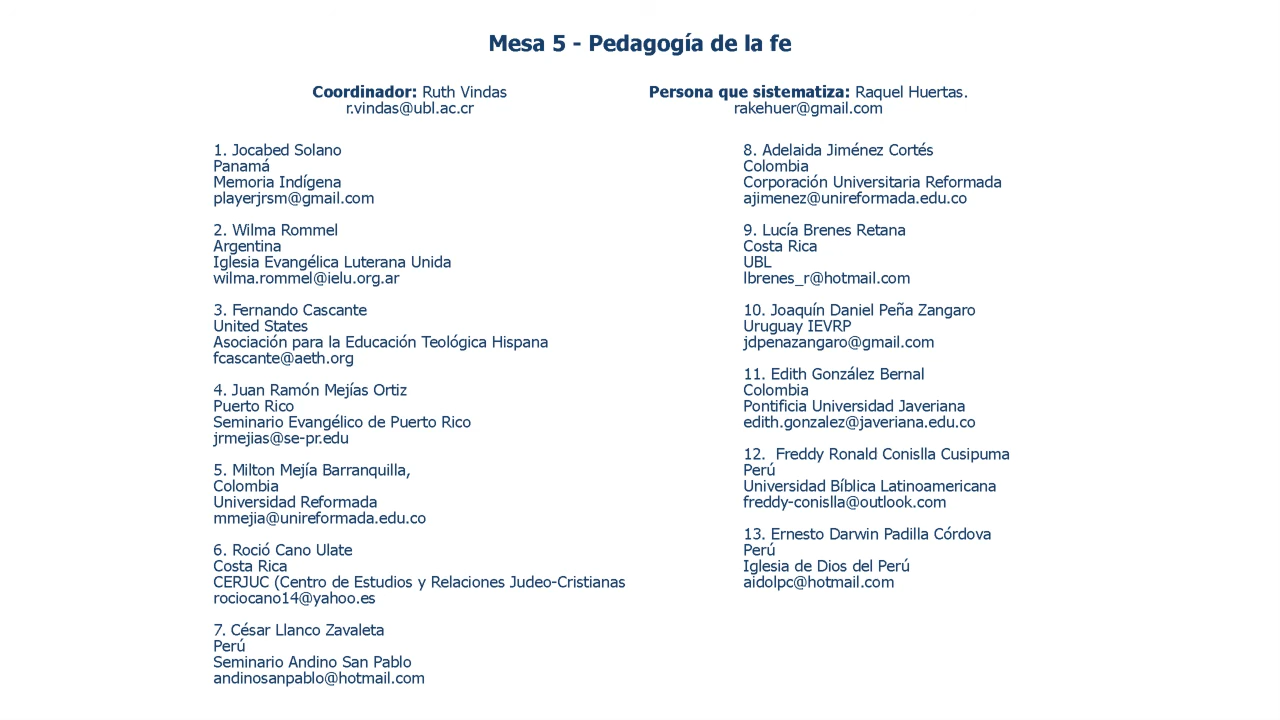 Mesa 5 - Pedagogía de la fe
Coordinador: Ruth Vindas
r.vindas@ubl.ac.cr
Persona que sistematiza: Raquel Huertas.
rakehuer@gmail.com
1. Jocabed Solano
Panamá
Memoria Indígena
playerjrsm@gmail.com
2. Wilma Rommel
Argentina
Iglesia Evangélica Luterana Unida
wilma.rommel@ielu.org.ar
3. Fernando Cascante
United States
Asociación para la Educación Teológica Hispana
fcascante@aeth.org
4. Juan Ramón Mejías Ortiz
Puerto Rico
Seminario Evangélico de Puerto Rico
jrmejias@se-pr.edu
5. Milton Mejía Barranquilla,
Colombia
Universidad Reformada
mmejia@unireformada.edu.co
6. Roció Cano Ulate
Costa Rica
CERJUC (Centro de Estudios y Relaciones Judeo-Cristianas
rociocano14@yahoo.es
7. César Llanco Zavaleta
Perú
Seminario Andino San Pablo
andinosanpablo@hotmail.com
8. Adelaida Jiménez Cortés
Colombia
Corporación Universitaria Reformada
ajimenez@unireformada.edu.co
9. Lucía Brenes Retana
Costa Rica
UBL
lbrenes_r@hotmail.com
10. Joaquín Daniel Peña Zangaro
Uruguay IEVRP
jdpenazangaro@gmail.com
11. Edith González Bernal
Colombia
Pontificia Universidad Javeriana
edith.gonzalez@javeriana.edu.co
12.  Freddy Ronald Conislla Cusipuma
Perú
Universidad Bíblica Latinoamericana
freddy-conislla@outlook.com
13. Ernesto Darwin Padilla Córdova
Perú
Iglesia de Dios del Perú
aidolpc@hotmail.com